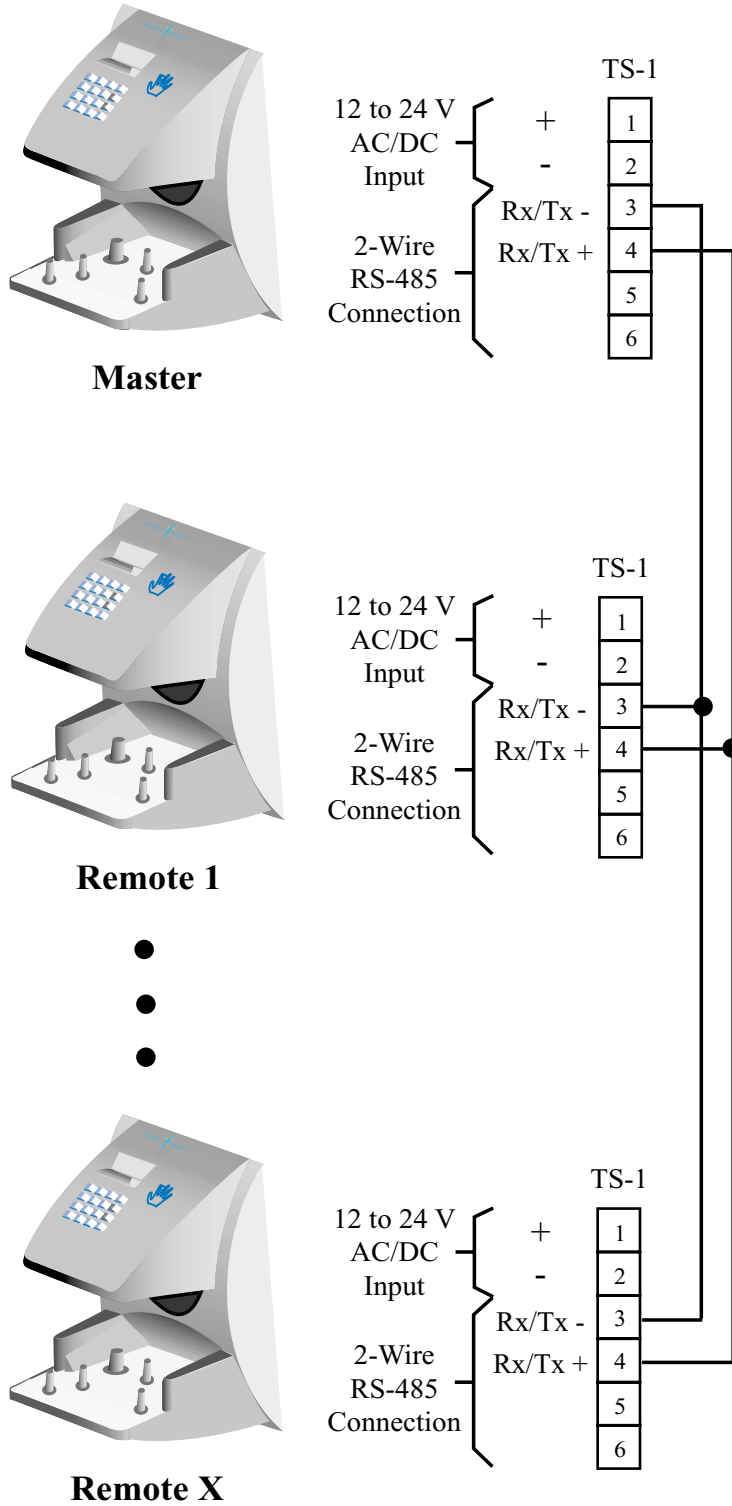 TS-1
12 to 24 V
AC/DC
Input
+
-
2-Wire
RS-485
Connection
Rx/Tx -
Rx/Tx +
1
2
3
4
5
6
Master
TS-1
12 to 24 V
AC/DC
Input
+
-
2-Wire
RS-485
Connection
Rx/Tx -
Rx/Tx +
1
2
3
4
5
6
Remote 1
TS-1
12 to 24 V
AC/DC
Input
+
-
2-Wire
RS-485
Connection
Rx/Tx -
Rx/Tx +
1
2
3
4
5
6
Remote X